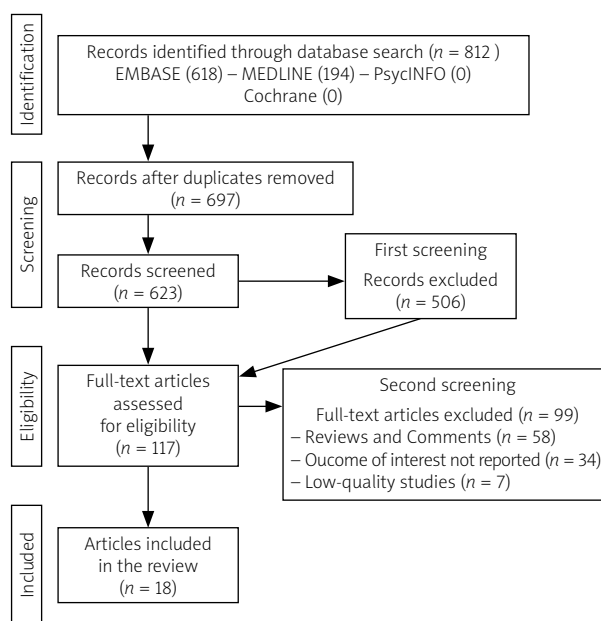 Identification
Records identified through database search (n = 812 )
EMBASE (618) – MEDLINE (194) – PsycINFO (0)
Cochrane (0)
Screening
Records after duplicates removed
(n = 697)
Records screened
(n = 623)
First screening
Records excluded
(n = 506)
Eligibility
Full-text articles
assessed
for eligibility
(n = 117)
Second screening
Full-text articles excluded (n = 99)
– Reviews and Comments (n = 58)
– Oucome of interest not reported (n = 34)
– Low-quality studies (n = 7)
Included
Articles included
in the review
(n = 18)